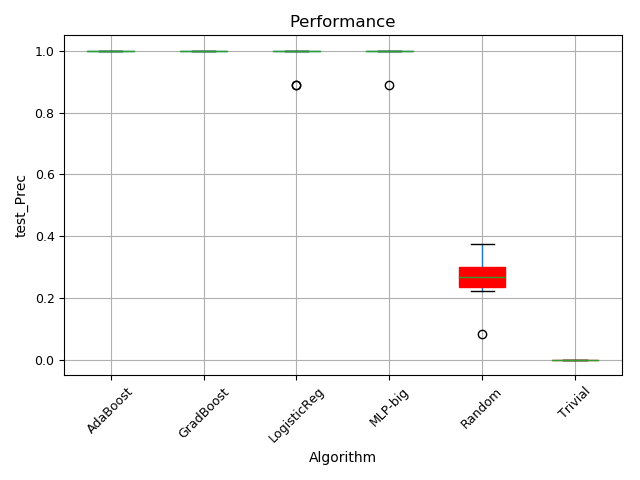 Performance
1.0
0.8
0.6
0.4
0.2
0.0
test_Prec
AdaBoost
GradBoost
LogisticReg
MLP-big
Random
Trivial
Algorithm